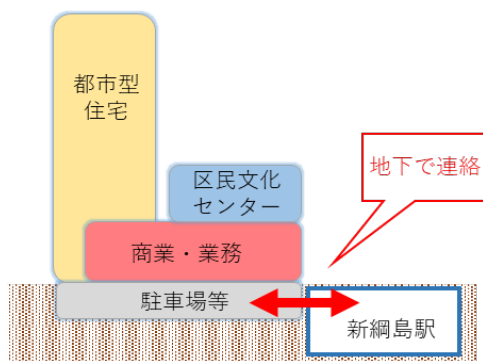 都市型
住宅
地下で連絡
区民文化
センター
商業・業務
駐車場等
新綱島駅